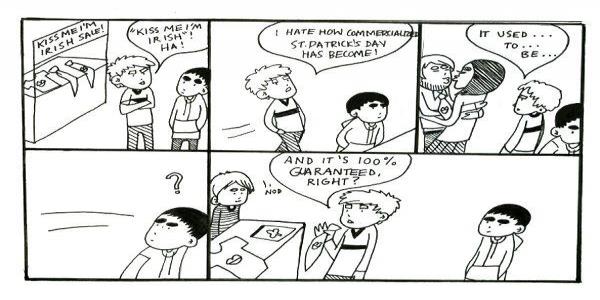 KISS ME I'M
IRISH SALE!
"KISS ME I'M
IRISH"!
HA!
I HATE HOW COMMERCIALIZED
ST. PATRICK'S DAY
HAS BECOME!
IT USED...
TO...
BE...
?
NOD
AND IT'S 100%
GUARANTEED,
RIGHT?